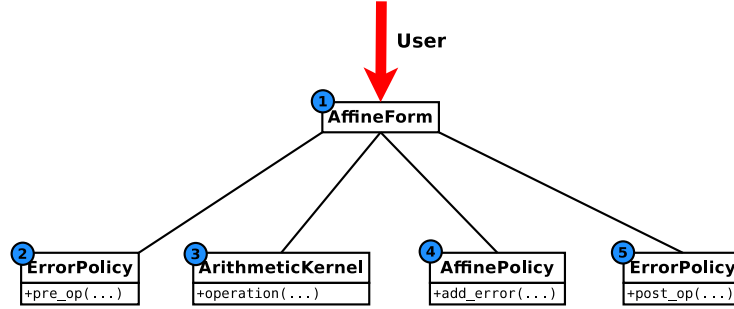 User
1
AffineForm
2
ErrorPolicy
+pre_op(...)
3
ArithmeticKernel
+operation(...)
4
AffinePolicy
+add_error(...)
5
ErrorPolicy
+post_op(...)